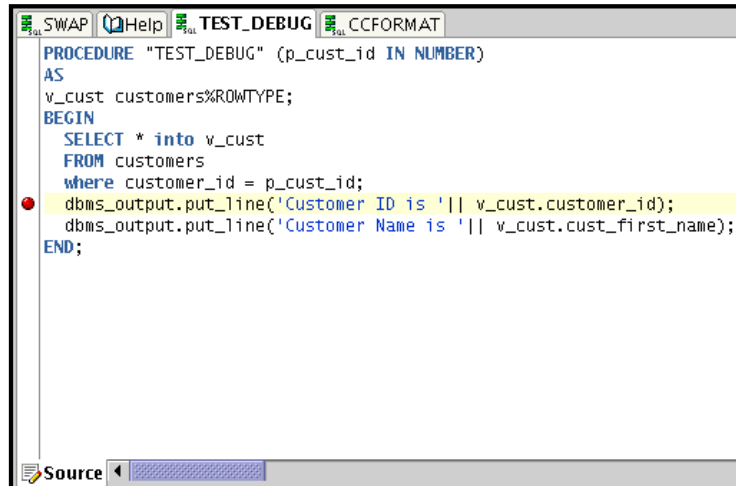 SWAP Help TEST_DEBUG CCFORMAT
PROCEDURE "TEST_DEBUG" (p_cust_id IN NUMBER)
AS
v_cust customers%ROWTYPE;
BEGIN
SELECT * into v_cust
FROM customers
where customer_id = p_cust_id;
dbms_output.put_line('Customer ID is '|| v_cust.customer_id);
dbms_output.put_line('Customer Name is '|| v_cust.cust_first_name);
END;
Source